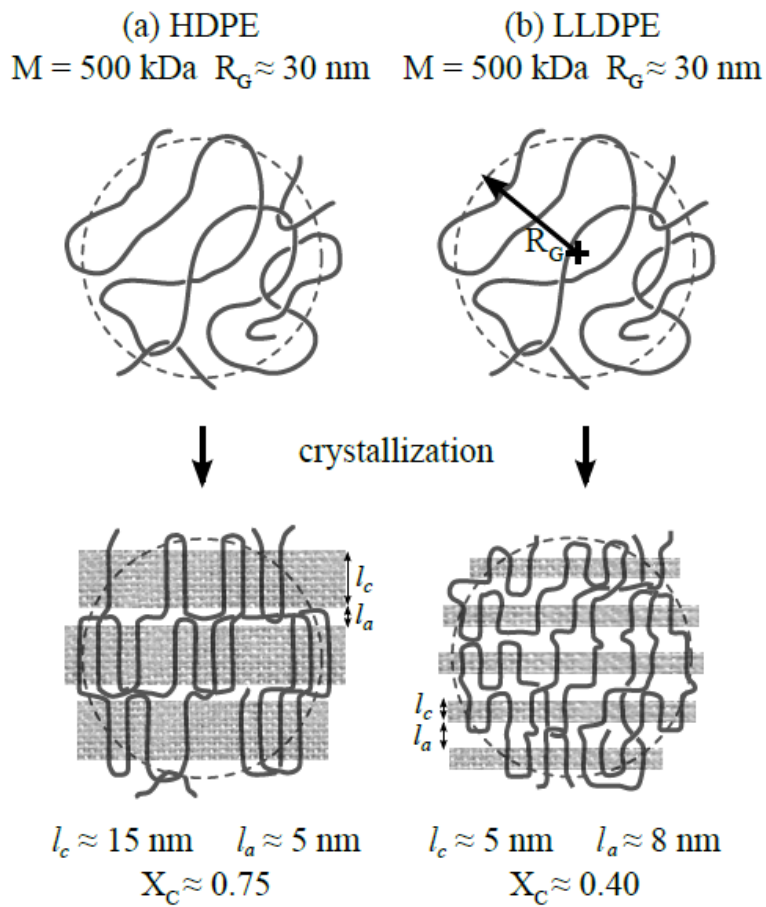 (a) HDPE
M = 500 kDa R_G ≈ 30 nm
(b) LLDPE
M = 500 kDa R_G ≈ 30 nm
R_G
crystallization
l_c
l_a
l_c
l_a
l_c ≈ 15 nm l_a ≈ 5 nm
X_C ≈ 0.75
l_c ≈ 5 nm l_a ≈ 8 nm
X_C ≈ 0.40